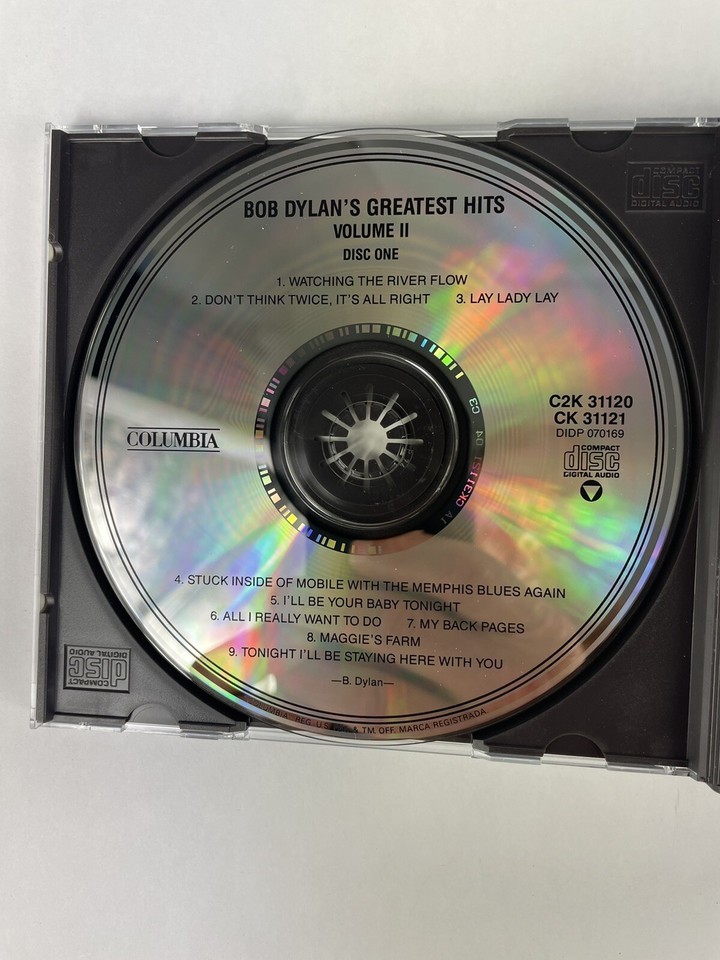 COMPACT
disc
DIGITAL AUDIO
BOB DYLAN'S GREATEST HITS
VOLUME II
DISC ONE
1. WATCHING THE RIVER FLOW
2. DON'T THINK TWICE, IT'S ALL RIGHT 3. LAY LADY LAY
COLUMBIA
C2K 31120
CK 31121
DIDP 070169
COMPACT
disc
DIGITAL AUDIO
4. STUCK INSIDE OF MOBILE WITH THE MEMPHIS BLUES AGAIN
5. I'LL BE YOUR BABY TONIGHT
6. ALL I REALLY WANT TO DO 7. MY BACK PAGES
8. MAGGIE'S FARM
9. TONIGHT I'LL BE STAYING HERE WITH YOU
—B. Dylan—
REG. U.S. & TM. OFF. MARCA REGISTRADA.
COMPACT
disc
DIGITAL AUDIO